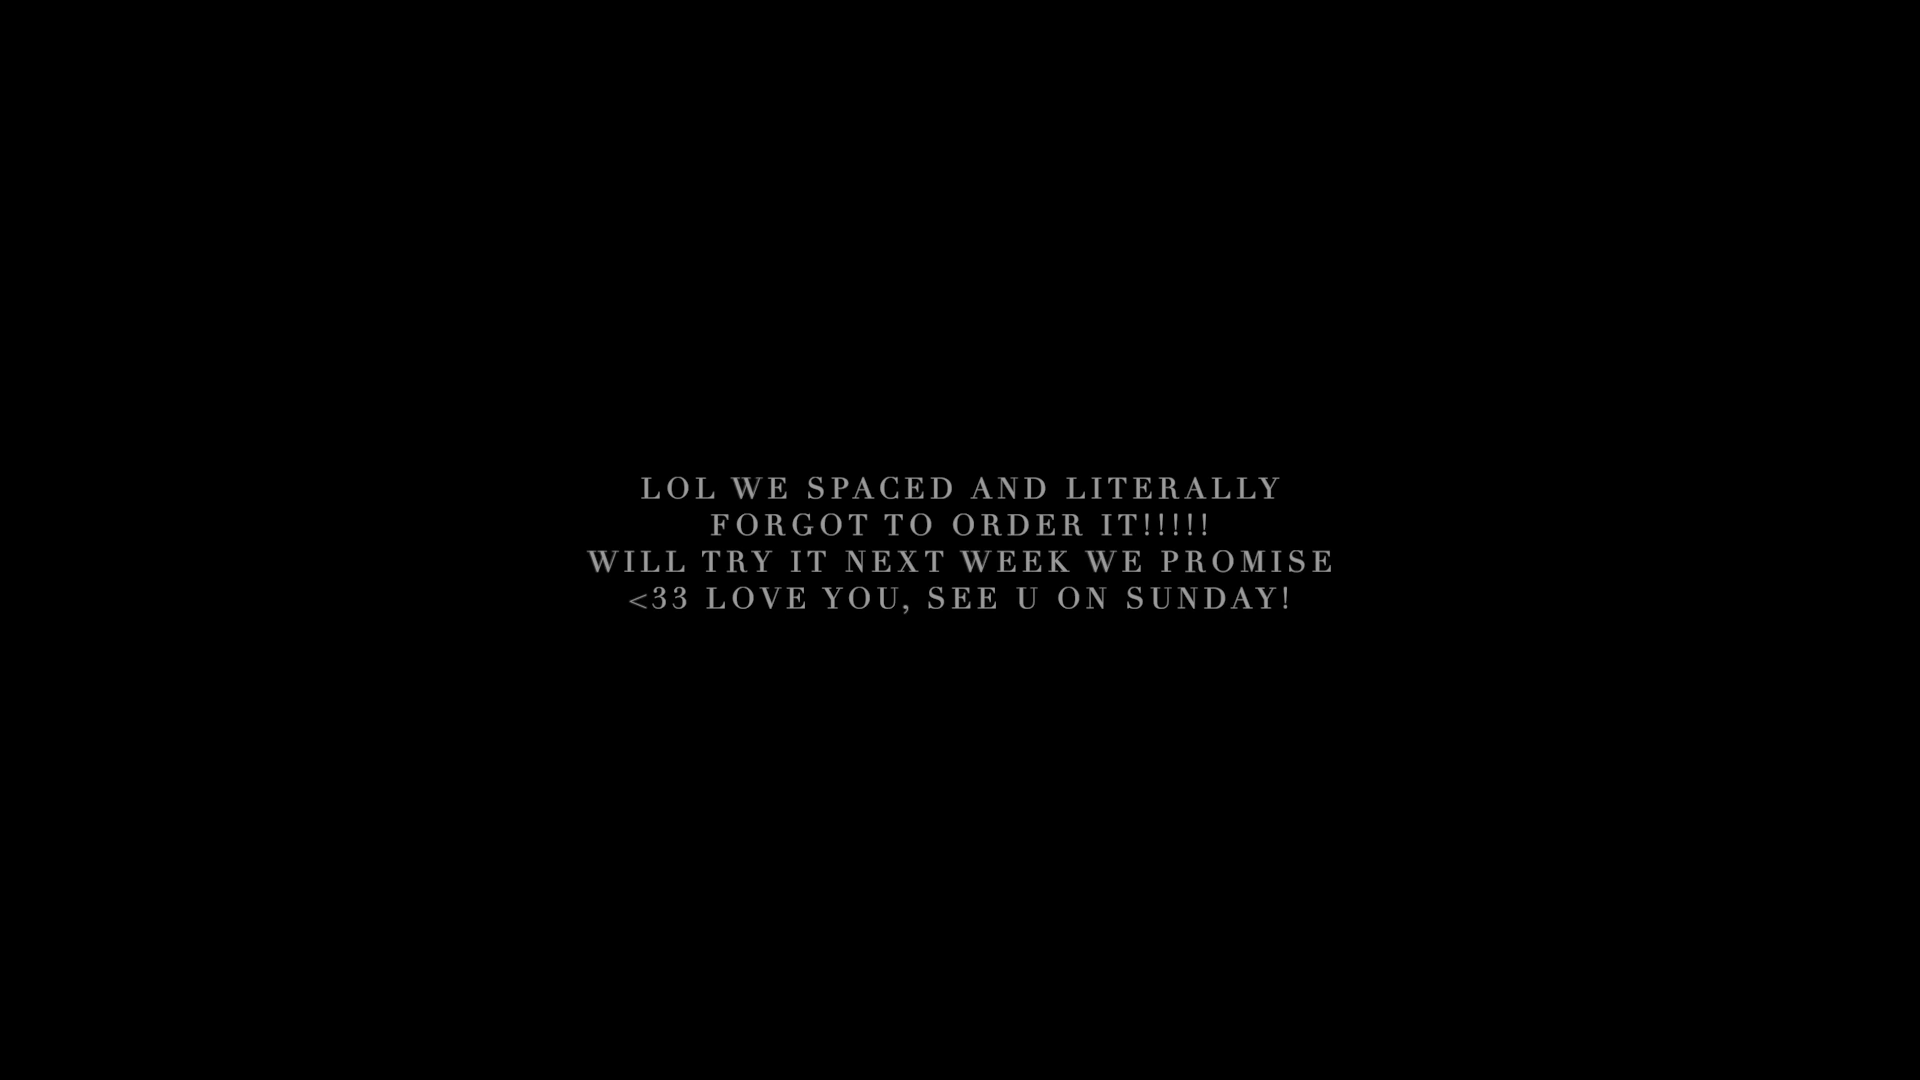 LOL WE SPACED AND LITERALLY
FORGOT TO ORDER IT!!!!!
WILL TRY IT NEXT WEEK WE PROMISE
<33 LOVE YOU, SEE U ON SUNDAY!